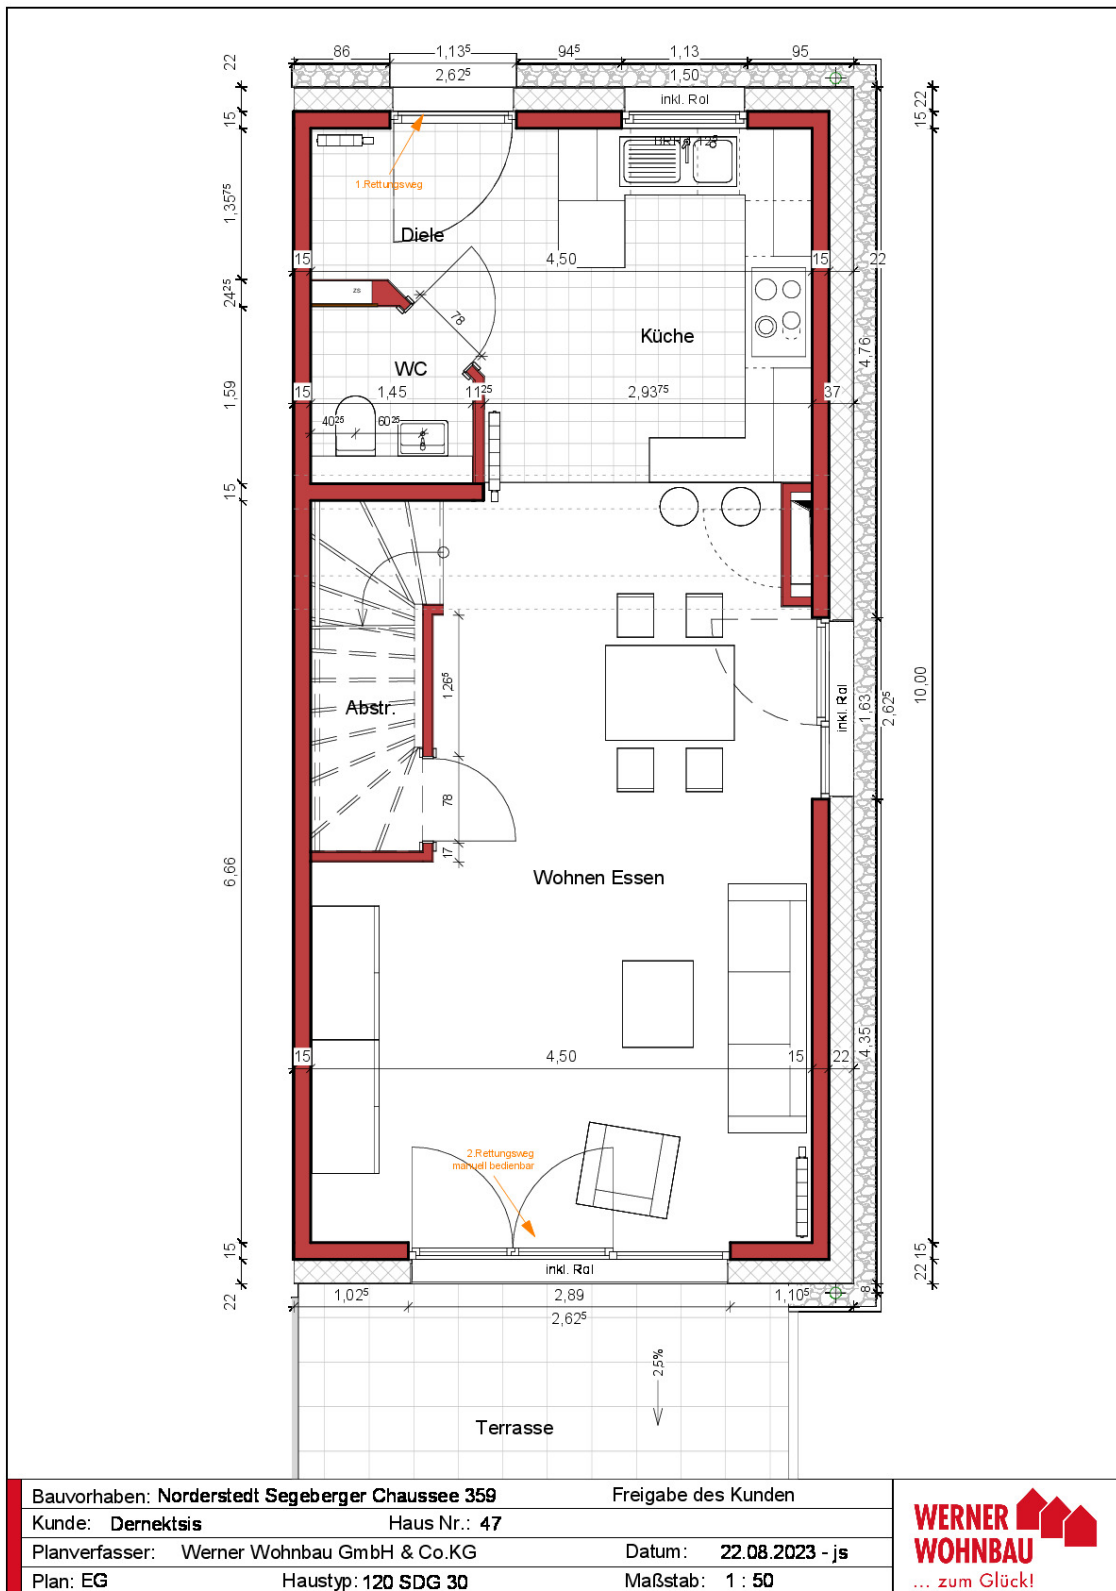 86 1,13⁵ 94⁵ 1,13 95
22 2,62⁵ 1,50
inkl. Rol
15 15 22
1.Rettungsweg
1,35⁷⁵
Diele
15 4,50 15 22
24²⁵ zs
78
Küche
4,76
WC
1,59 15 1,45 11²⁵ 2,93⁷⁵ 37
40²⁵ 60²⁵
15
1,26⁵
Abstr.
inkl. Rol 1,63 2,62⁵ 10,00
78
17
6,66
Wohnen Essen
15 4,50 15 22 4,35
2.Rettungsweg
manuell bedienbar
15 15
inkl. Rol
22 22 8
1,02⁵ 2,89 1,10⁵
2,62⁵
2,5%
Terrasse
Bauvorhaben: Norderstedt Segeberger Chaussee 359 Freigabe des Kunden
Kunde: Dernektsis Haus Nr.: 47
Planverfasser: Werner Wohnbau GmbH & Co.KG Datum: 22.08.2023 - js
Plan: EG Haustyp: 120 SDG 30 Maßstab: 1 : 50
WERNER
WOHNBAU
... zum Glück!